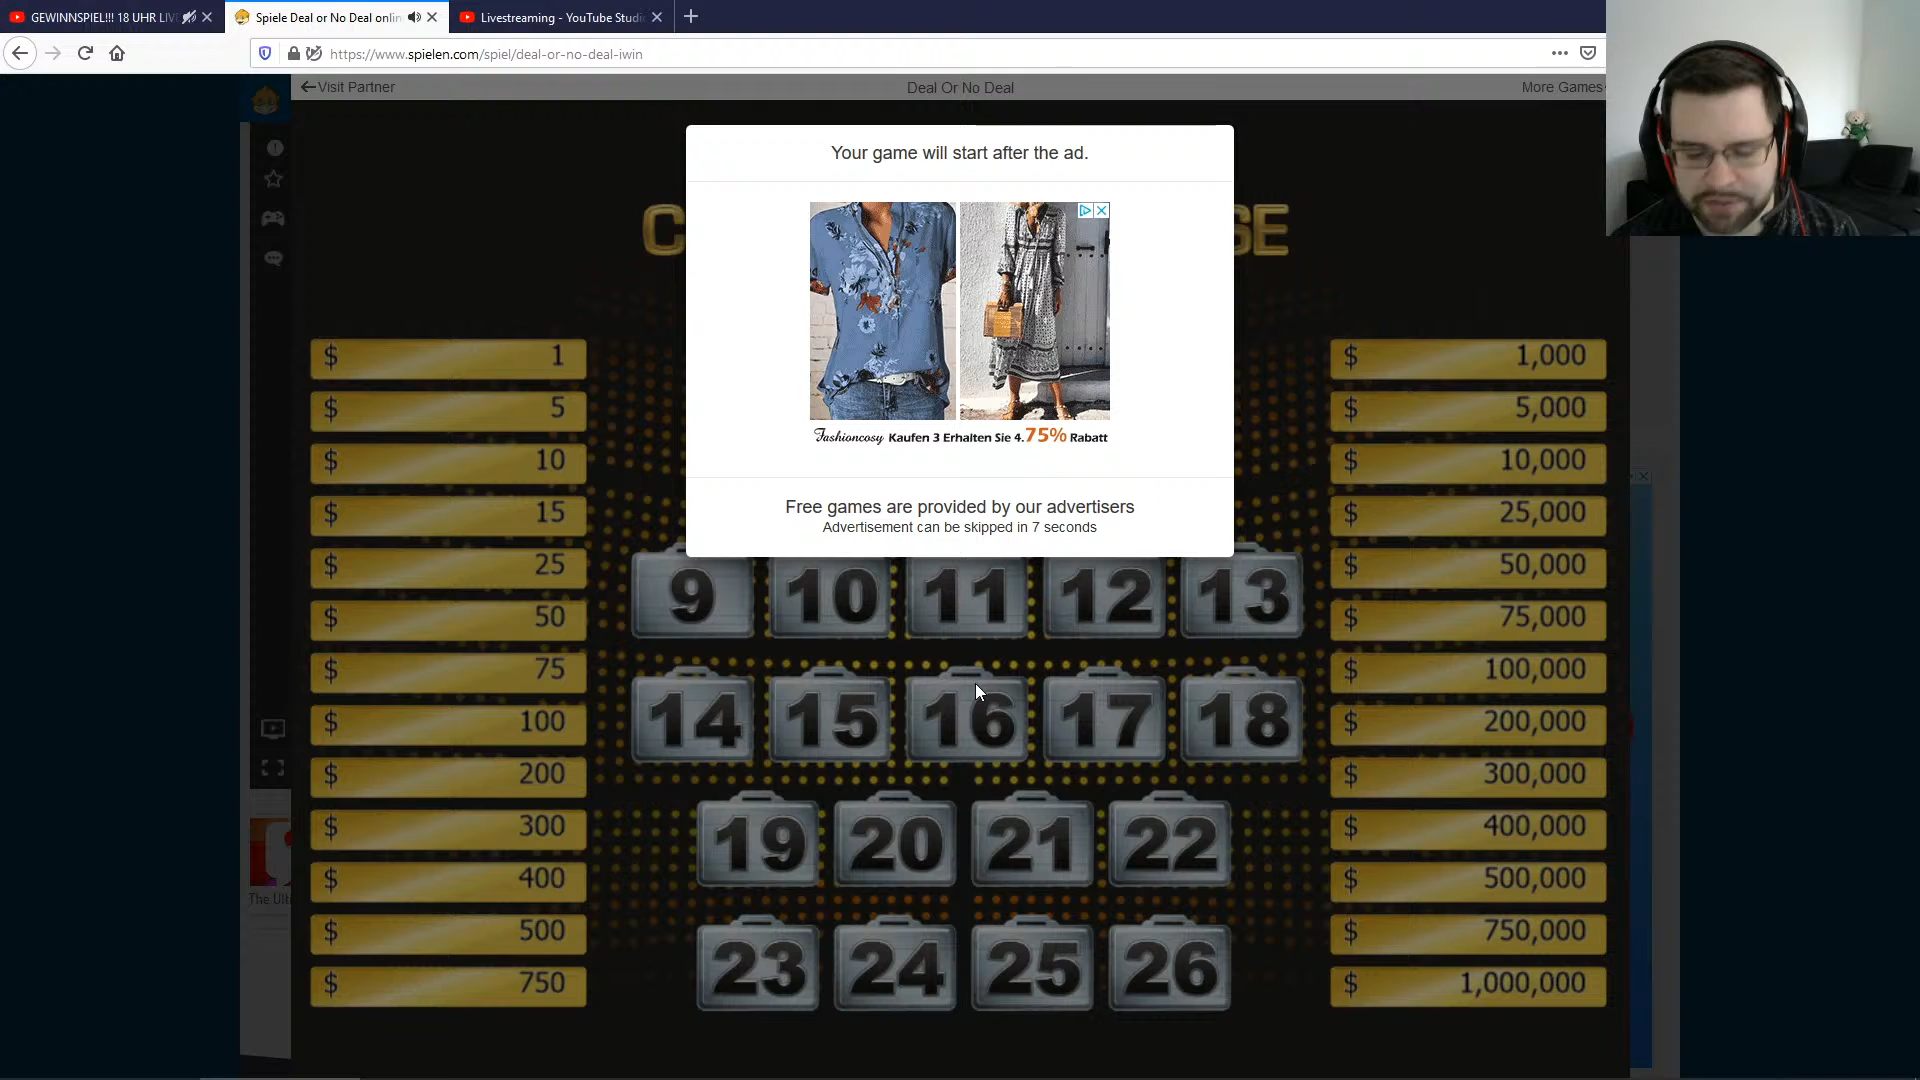 GEWINNSPIEL!!! 18 UHR LIV
Spiele Deal or No Deal onlin
Livestreaming - YouTube Studi
https://www.spielen.com/spiel/deal-or-no-deal-iwin
Visit Partner
Deal Or No Deal
More Games
Your game will start after the ad.
Fashioncosy Kaufen 3 Erhalten Sie 4.75% Rabatt
Free games are provided by our advertisers
Advertisement can be skipped in 7 seconds
C
SE
$ 1
$ 5
$ 10
$ 15
$ 25
$ 50
$ 75
$ 100
$ 200
$ 300
$ 400
$ 500
$ 750
9 10 11 12 13
14 15 16 17 18
19 20 21 22
23 24 25 26
$ 1,000
$ 5,000
$ 10,000
$ 25,000
$ 50,000
$ 75,000
$ 100,000
$ 200,000
$ 300,000
$ 400,000
$ 500,000
$ 750,000
$ 1,000,000
The Ulti